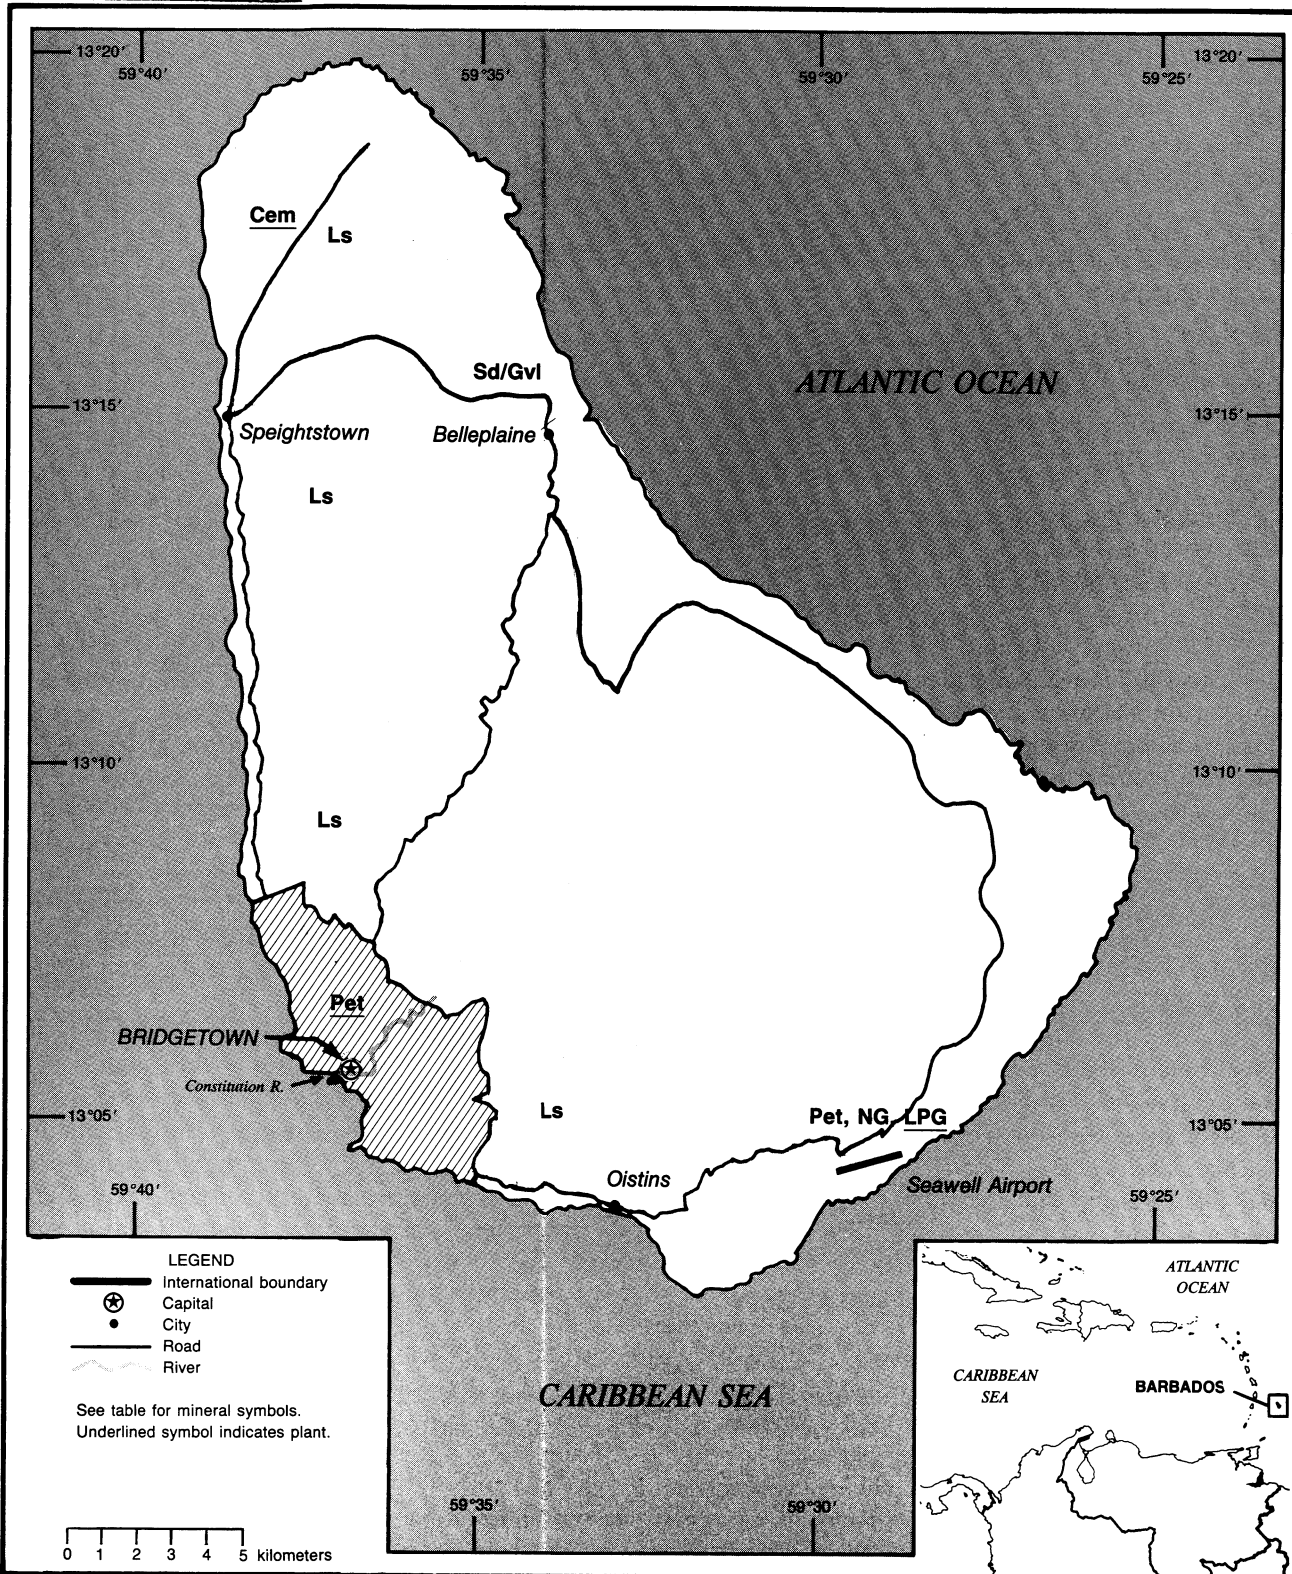 13°20′
59°40′
59°35′
59°30′
59°25′
13°20′
Cem
Ls
Sd/Gvl
ATLANTIC OCEAN
13°15′
13°15′
Speightstown
Belleplaine
Ls
13°10′
13°10′
Ls
Pet
BRIDGETOWN
Constitution R.
13°05′
Ls
Pet, NG, LPG
13°05′
Oistins
Seawell Airport
59°40′
59°25′
LEGEND
International boundary
Capital
City
Road
River
See table for mineral symbols.
Underlined symbol indicates plant.
CARIBBEAN SEA
59°35′
59°30′
0 1 2 3 4 5 kilometers
ATLANTIC
OCEAN
CARIBBEAN
SEA
BARBADOS